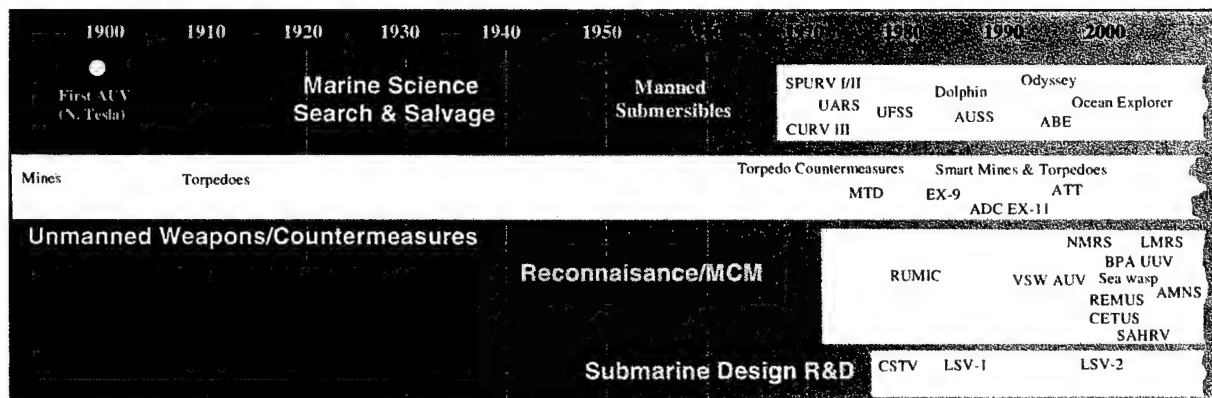 1900 1910 1920 1930 1940 1950 1970 1980 1990 2000
First AUV
(N. Tesla)
Marine Science
Search & Salvage
Manned
Submersibles
SPURV I/II
UARS
CURV III
UFSS
Dolphin
AUSS
Odyssey
Ocean Explorer
ABE
Mines
Torpedoes
Torpedo Countermeasures
MTD
Smart Mines & Torpedoes
EX-9
ATT
ADC EX-11
Unmanned Weapons/Countermeasures
Reconnaisance/MCM
RUMIC
NMRS LMRS
BPA UUV
VSW AUV Sea wasp
REMUS AMNS
CETUS
SAHRV
Submarine Design R&D
CSTV LSV-1 LSV-2